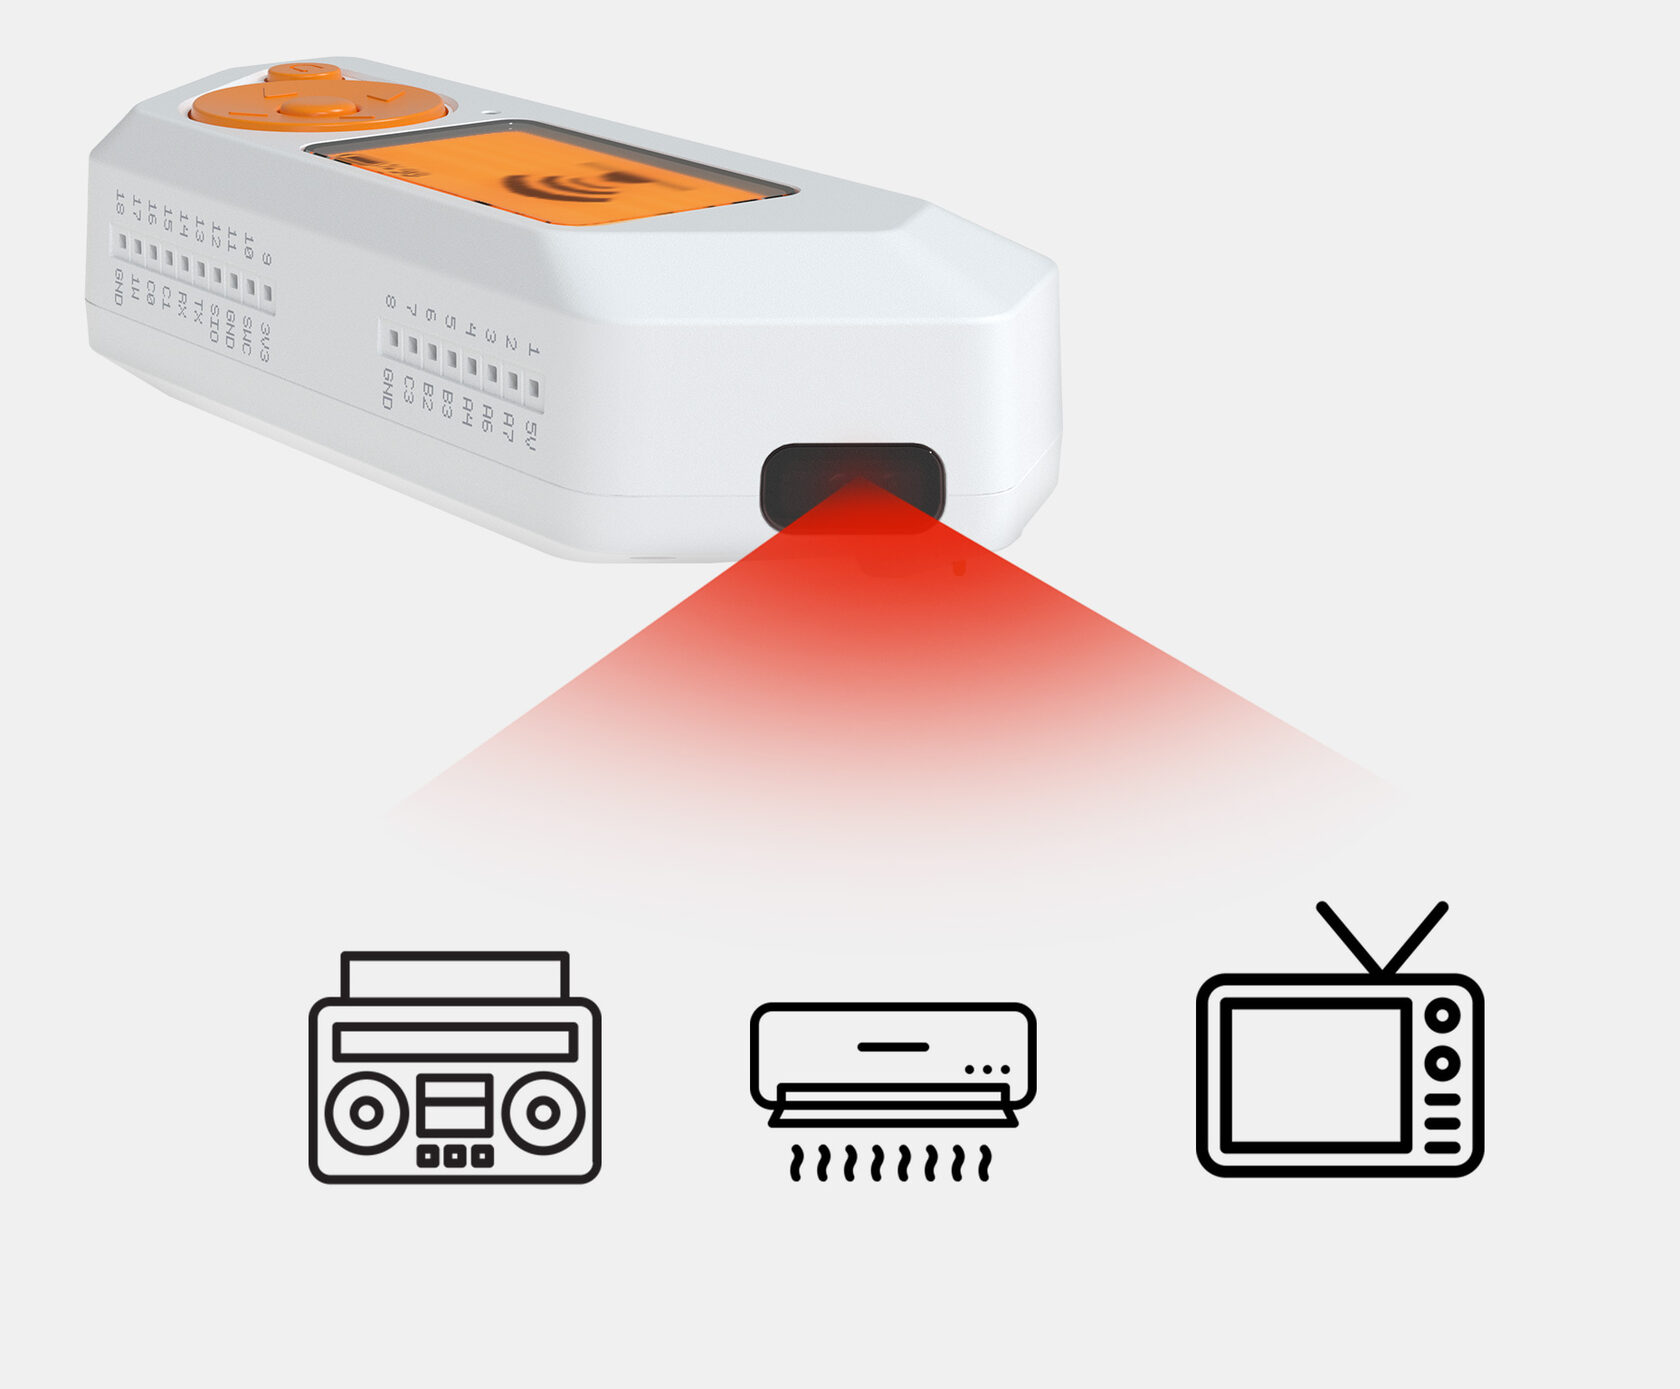 18 17 16 15 14 13 12 11 10 9
GND 1W C0 C1 RX TX SIO GND SWC 3V3
8 7 6 5 4 3 2 1
GND C3 B2 B3 A4 A6 A7 5V